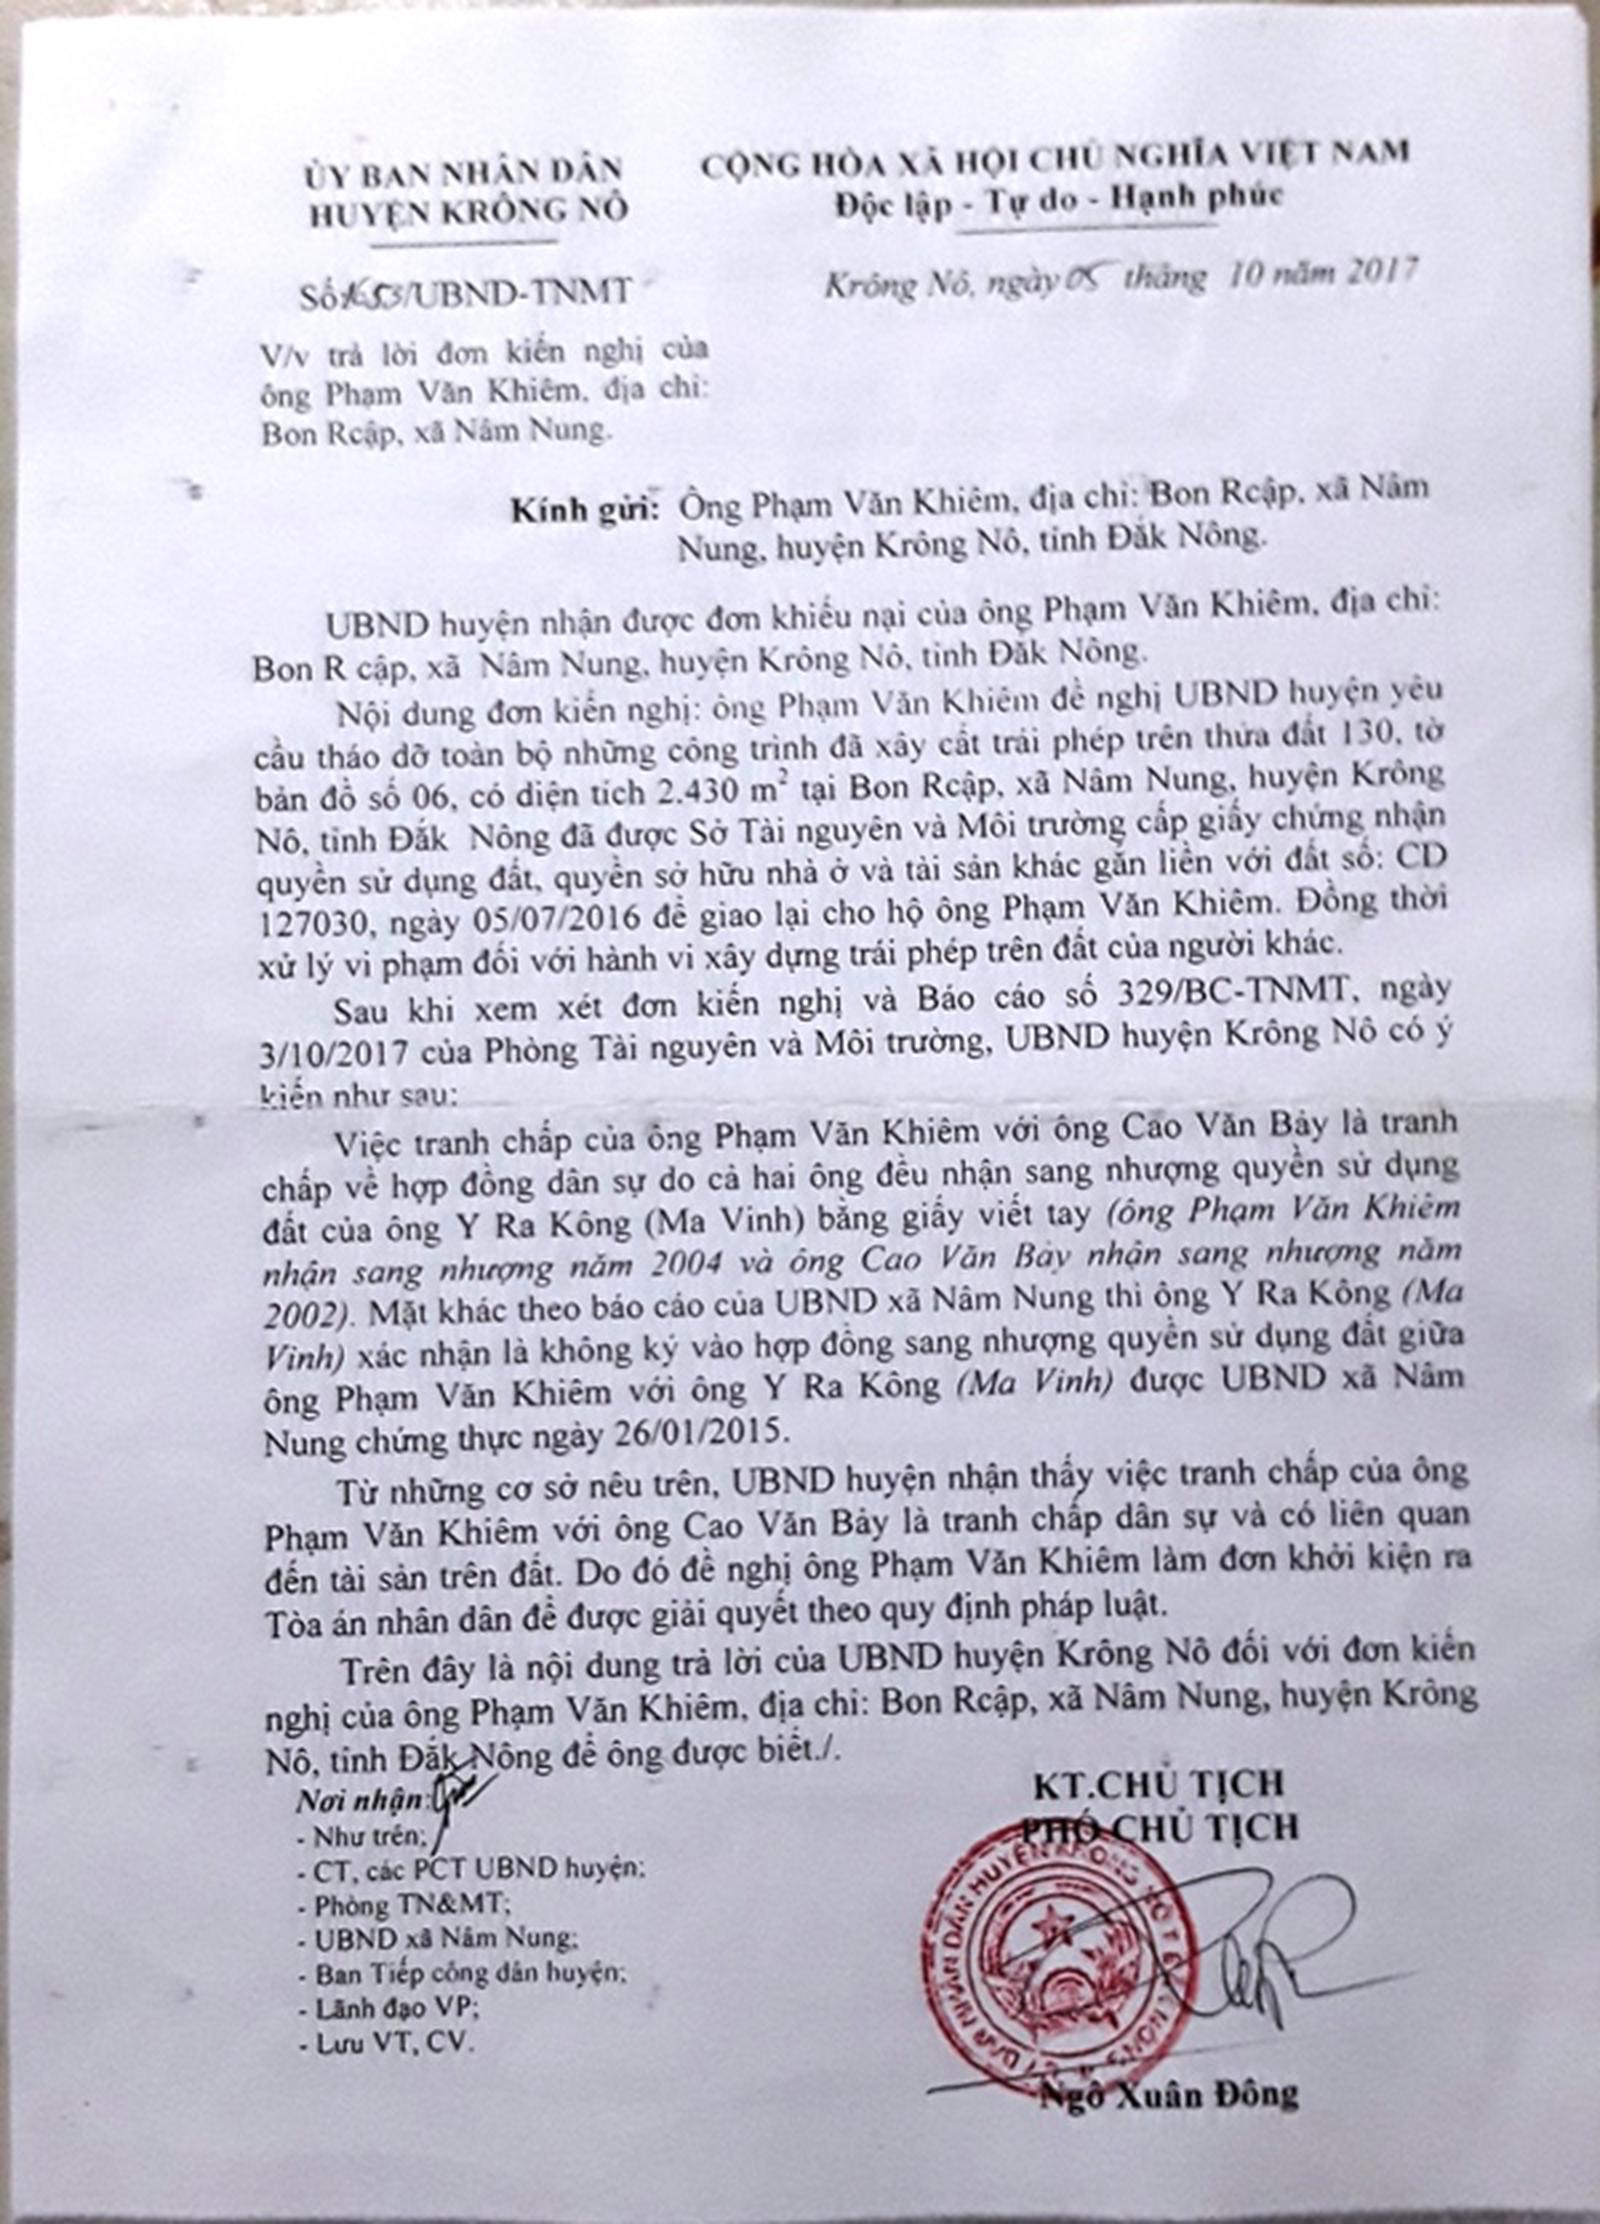 ỦY BAN NHÂN DÂN
HUYỆN KRÔNG NÔ
CỘNG HÒA XÃ HỘI CHỦ NGHĨA VIỆT NAM
Độc lập - Tự do - Hạnh phúc
Số 1653/UBND-TNMT
Krông Nô, ngày 05 tháng 10 năm 2017
V/v trả lời đơn kiến nghị của
ông Phạm Văn Khiêm, địa chỉ:
Bon Rcập, xã Nâm Nung.
Kính gửi: Ông Phạm Văn Khiêm, địa chỉ: Bon Rcập, xã Nâm
Nung, huyện Krông Nô, tỉnh Đắk Nông.
UBND huyện nhận được đơn khiếu nại của ông Phạm Văn Khiêm, địa chỉ:
Bon R cập, xã Nâm Nung, huyện Krông Nô, tỉnh Đắk Nông.
Nội dung đơn kiến nghị: ông Phạm Văn Khiêm đề nghị UBND huyện yêu
cầu tháo dỡ toàn bộ những công trình đã xây cất trái phép trên thửa đất 130, tờ
bản đồ số 06, có diện tích 2.430 m² tại Bon Rcập, xã Nâm Nung, huyện Krông
Nô, tỉnh Đắk Nông đã được Sở Tài nguyên và Môi trường cấp giấy chứng nhận
quyền sử dụng đất, quyền sở hữu nhà ở và tài sản khác gắn liền với đất số: CD
127030, ngày 05/07/2016 để giao lại cho hộ ông Phạm Văn Khiêm. Đồng thời
xử lý vi phạm đối với hành vi xây dựng trái phép trên đất của người khác.
Sau khi xem xét đơn kiến nghị và Báo cáo số 329/BC-TNMT, ngày
3/10/2017 của Phòng Tài nguyên và Môi trường, UBND huyện Krông Nô có ý
kiến như sau:
Việc tranh chấp của ông Phạm Văn Khiêm với ông Cao Văn Bảy là tranh
chấp về hợp đồng dân sự do cả hai ông đều nhận sang nhượng quyền sử dụng
đất của ông Y Ra Kông (Ma Vinh) bằng giấy viết tay (ông Phạm Văn Khiêm
nhận sang nhượng năm 2004 và ông Cao Văn Bảy nhận sang nhượng năm
2002). Mặt khác theo báo cáo của UBND xã Nâm Nung thì ông Y Ra Kông (Ma
Vinh) xác nhận là không ký vào hợp đồng sang nhượng quyền sử dụng đất giữa
ông Phạm Văn Khiêm với ông Y Ra Kông (Ma Vinh) được UBND xã Nâm
Nung chứng thực ngày 26/01/2015.
Từ những cơ sở nêu trên, UBND huyện nhận thấy việc tranh chấp của ông
Phạm Văn Khiêm với ông Cao Văn Bảy là tranh chấp dân sự và có liên quan
đến tài sản trên đất. Do đó đề nghị ông Phạm Văn Khiêm làm đơn khởi kiện ra
Tòa án nhân dân để được giải quyết theo quy định pháp luật.
Trên đây là nội dung trả lời của UBND huyện Krông Nô đối với đơn kiến
nghị của ông Phạm Văn Khiêm, địa chỉ: Bon Rcập, xã Nâm Nung, huyện Krông
Nô, tỉnh Đắk Nông để ông được biết./.
Nơi nhận:
- Như trên;
- CT, các PCT UBND huyện;
- Phòng TN&MT;
- UBND xã Nâm Nung;
- Ban Tiếp công dân huyện;
- Lãnh đạo VP;
- Lưu VT, CV.
KT.CHỦ TỊCH
PHÓ CHỦ TỊCH
Ngô Xuân Đông